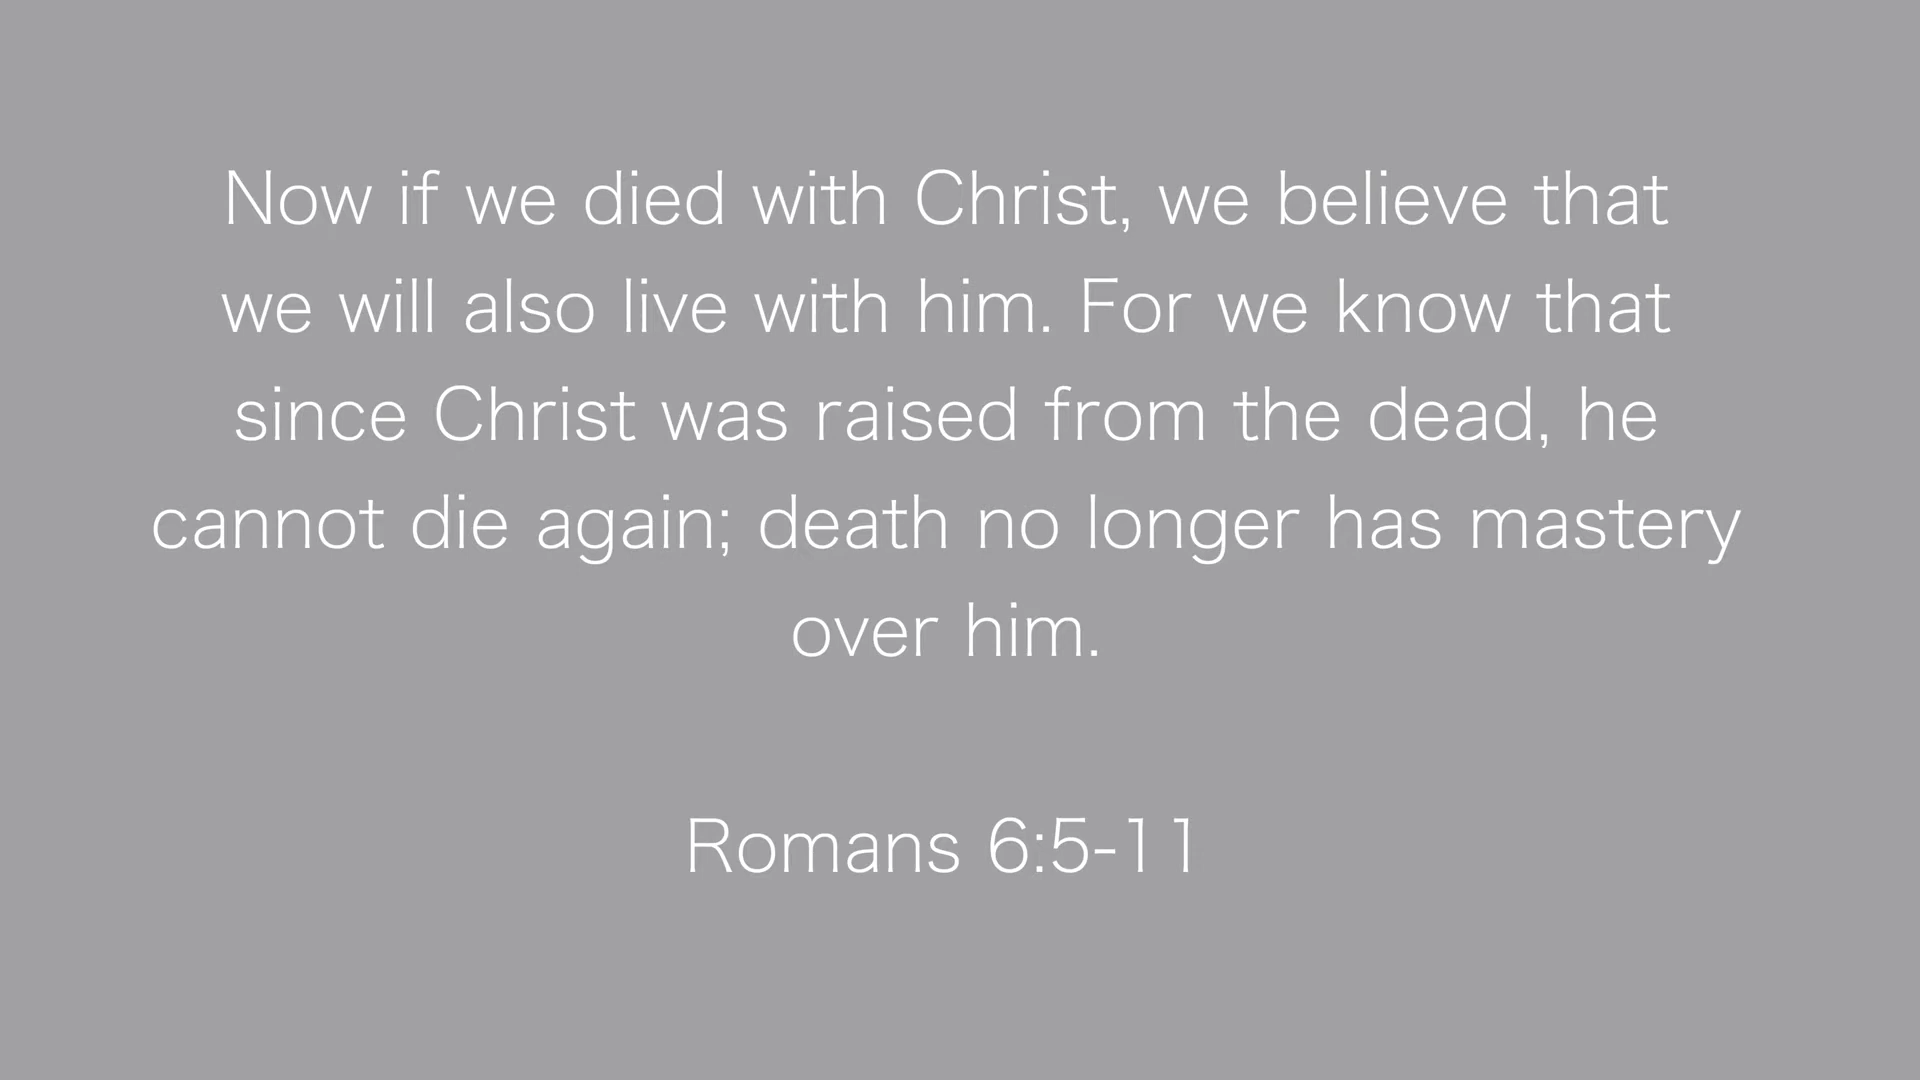 Now if we died with Christ, we believe that
we will also live with him. For we know that
since Christ was raised from the dead, he
cannot die again; death no longer has mastery
over him.
Romans 6:5-11